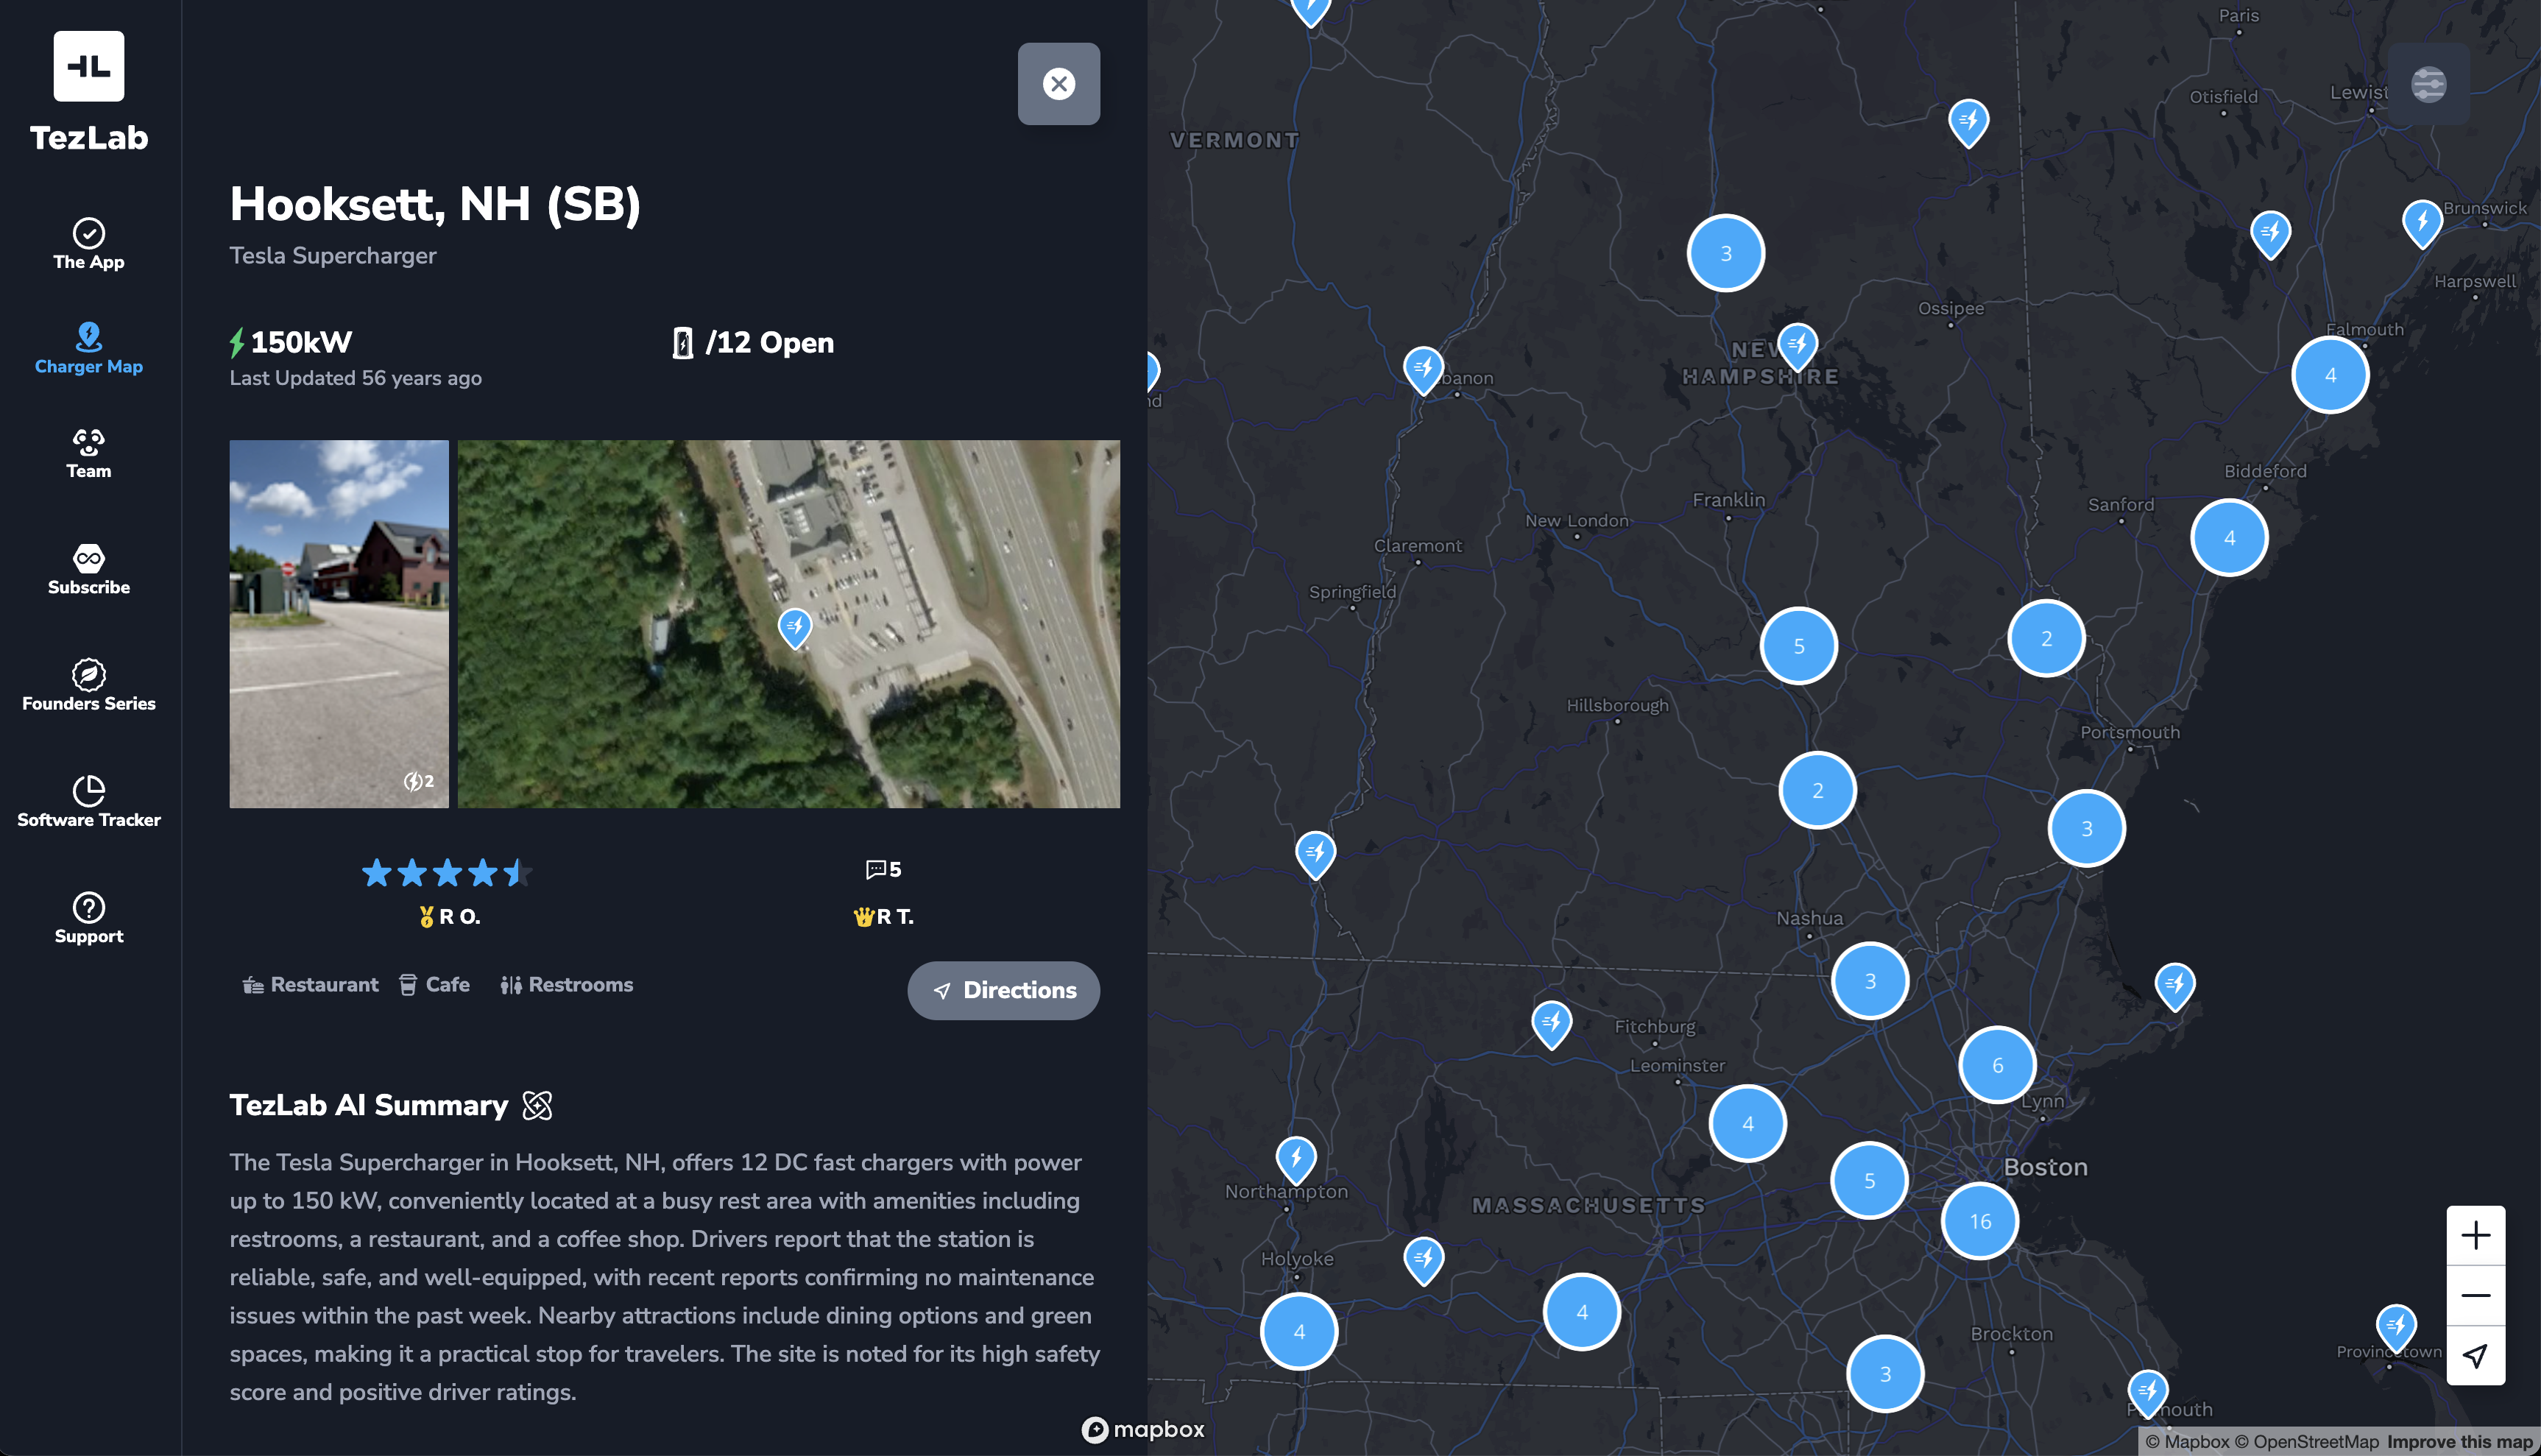 TezLab
The App
Charger Map
Team
Subscribe
Founders Series
Software Tracker
Support
Hooksett, NH (SB)
Tesla Supercharger
150kW
Last Updated 56 years ago
/12 Open
2
5
R O.
R T.
Restaurant
Cafe
Restrooms
Directions
TezLab AI Summary
The Tesla Supercharger in Hooksett, NH, offers 12 DC fast chargers with power
up to 150 kW, conveniently located at a busy rest area with amenities including
restrooms, a restaurant, and a coffee shop. Drivers report that the station is
reliable, safe, and well-equipped, with recent reports confirming no maintenance
issues within the past week. Nearby attractions include dining options and green
spaces, making it a practical stop for travelers. The site is noted for its high safety
score and positive driver ratings.
Paris
Otisfield
Lewist
VERMONT
Brunswick
3
Harpswell
Ossipee
Falmouth
NEW
HAMPSHIRE
banon
4
nd
Biddeford
Franklin
Sanford
New London
4
Claremont
Springfield
5
2
Hillsborough
Portsmouth
2
3
Nashua
3
Fitchburg
Leominster
6
Lynn
4
Boston
5
Northampton
MASSACHUSETTS
16
Holyoke
4
4
Brockton
Provincetown
3
mouth
mapbox
© Mapbox © OpenStreetMap Improve this map